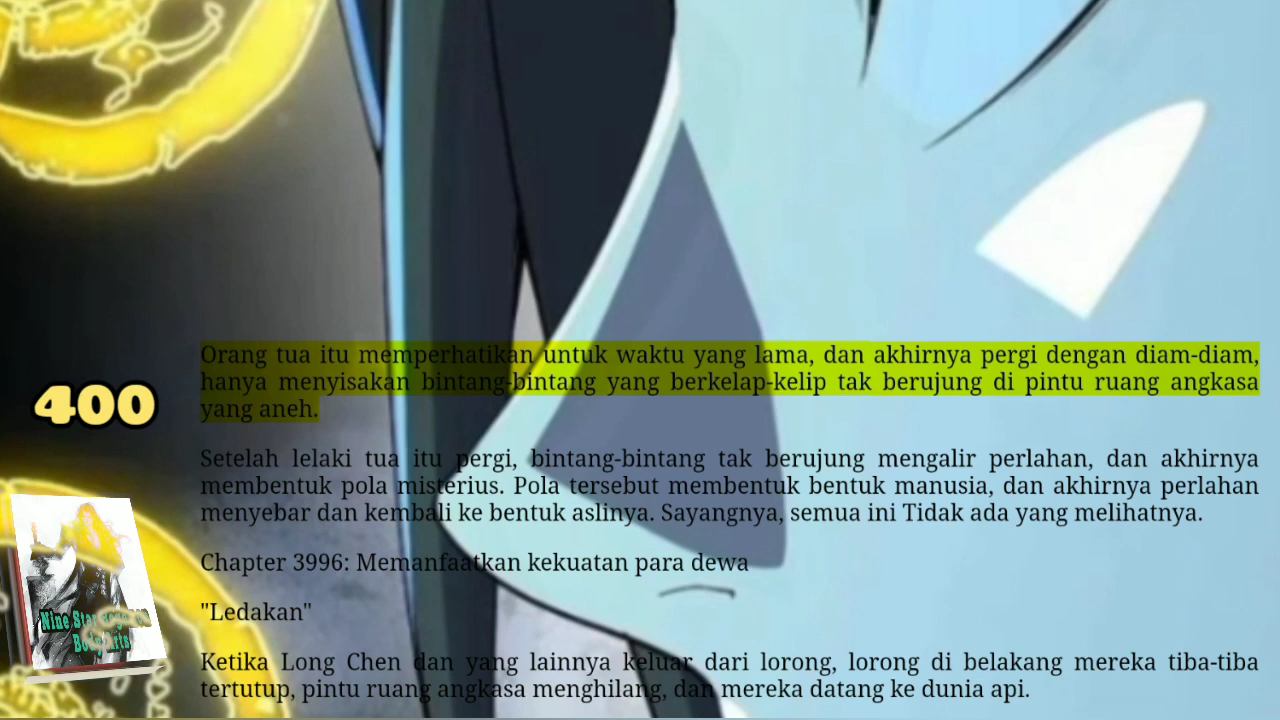 Orang tua itu memperhatikan untuk waktu yang lama, dan akhirnya pergi dengan diam-diam,
hanya menyisakan bintang-bintang yang berkelap-kelip tak berujung di pintu ruang angkasa
yang aneh.
400
Setelah lelaki tua itu pergi, bintang-bintang tak berujung mengalir perlahan, dan akhirnya
membentuk pola misterius. Pola tersebut membentuk bentuk manusia, dan akhirnya perlahan
menyebar dan kembali ke bentuk aslinya. Sayangnya, semua ini Tidak ada yang melihatnya.
Chapter 3996: Memanfaatkan kekuatan para dewa
"Ledakan"
Ketika Long Chen dan yang lainnya keluar dari lorong, lorong di belakang mereka tiba-tiba
tertutup, pintu ruang angkasa menghilang, dan mereka datang ke dunia api.
Nine Star
Body Arts